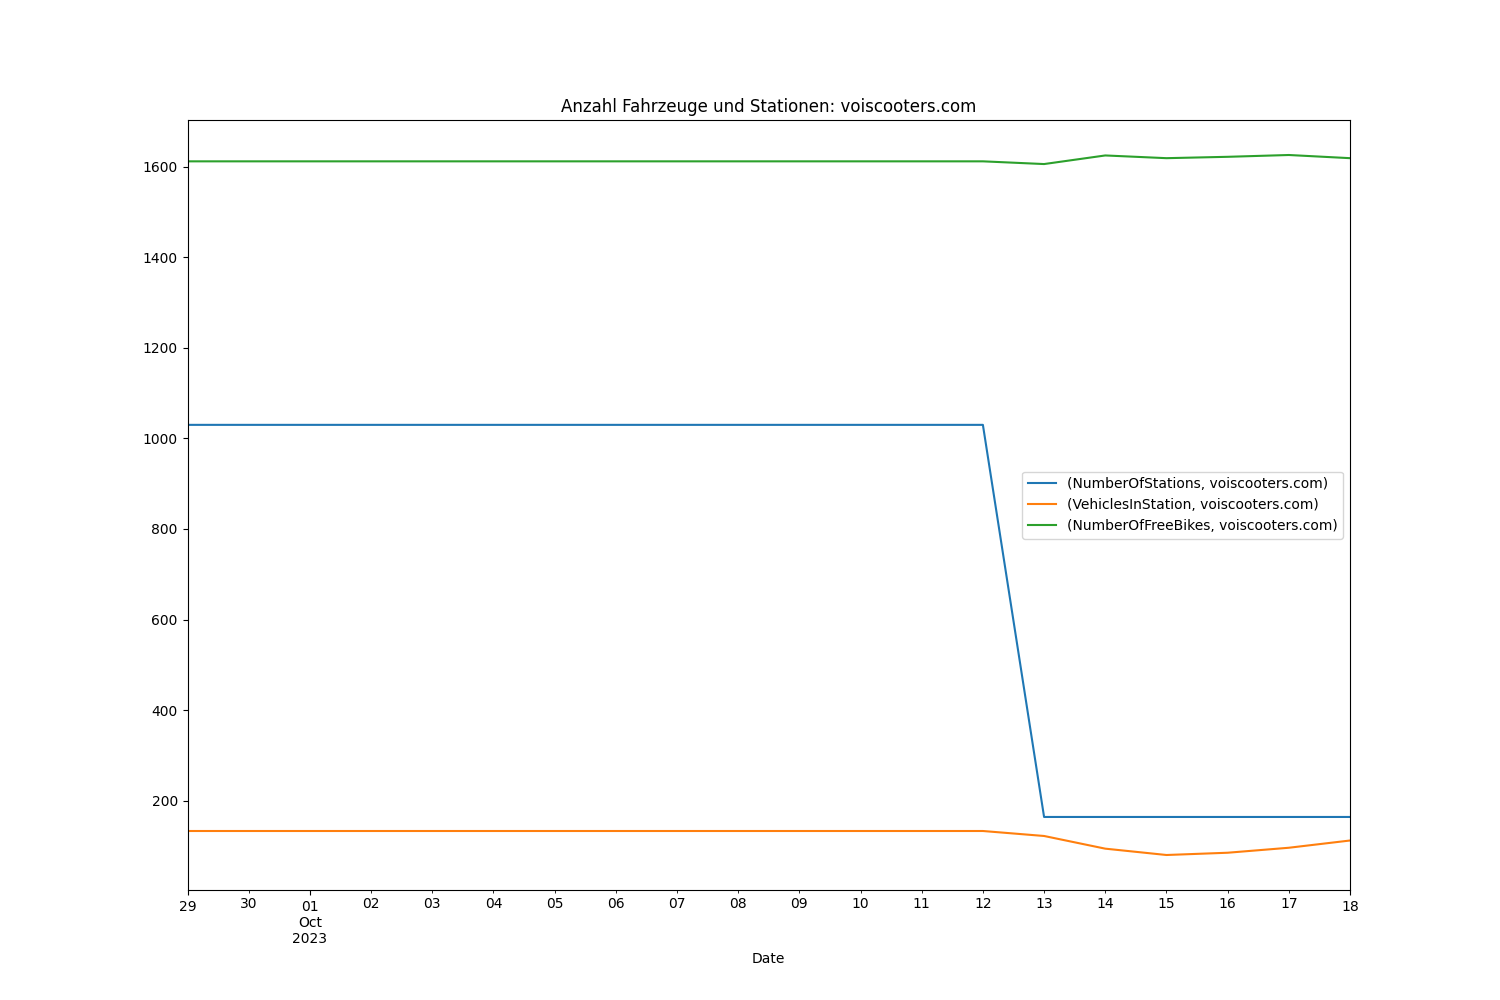 Anzahl Fahrzeuge und Stationen: voiscooters.com
1600
1400
1200
1000
800
600
400
200
(NumberOfStations, voiscooters.com)
(VehiclesInStation, voiscooters.com)
(NumberOfFreeBikes, voiscooters.com)
29 30 01 02 03 04 05 06 07 08 09 10 11 12 13 14 15 16 17 18
Oct
2023
Date